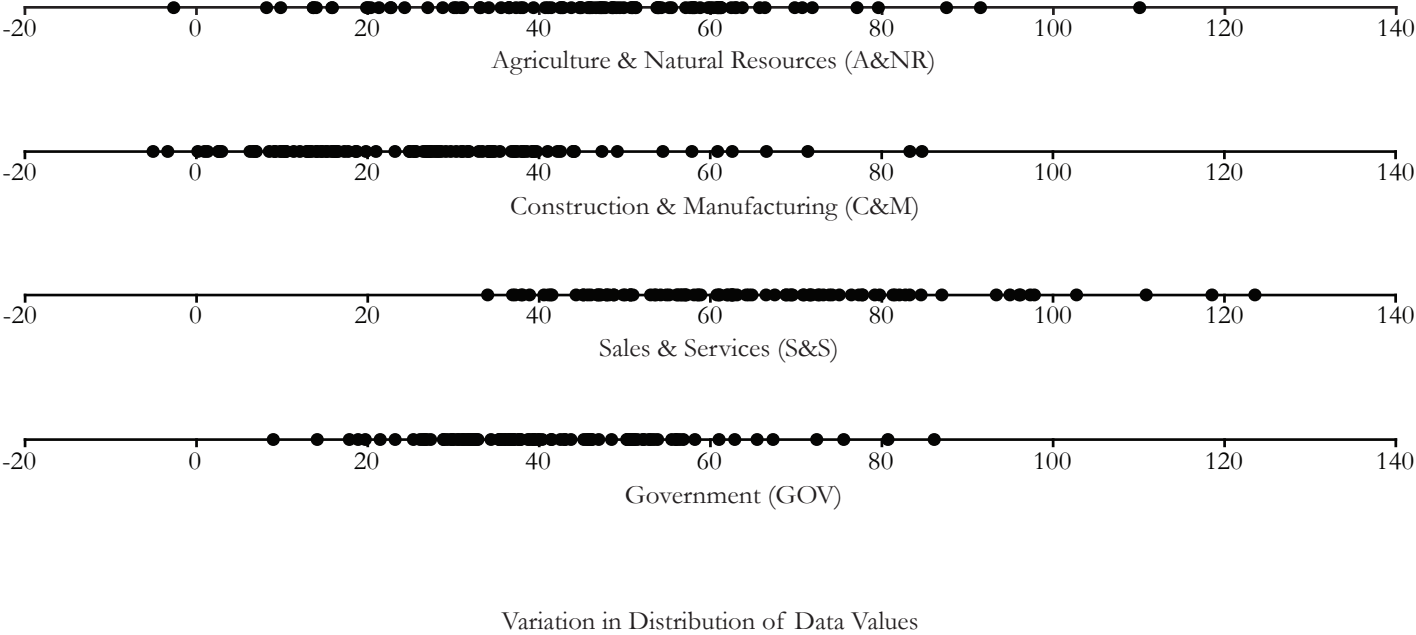 -20 0 20 40 60 80 100 120 140
Agriculture & Natural Resources (A&NR)
-20 0 20 40 60 80 100 120 140
Construction & Manufacturing (C&M)
-20 0 20 40 60 80 100 120 140
Sales & Services (S&S)
-20 0 20 40 60 80 100 120 140
Government (GOV)
Variation in Distribution of Data Values